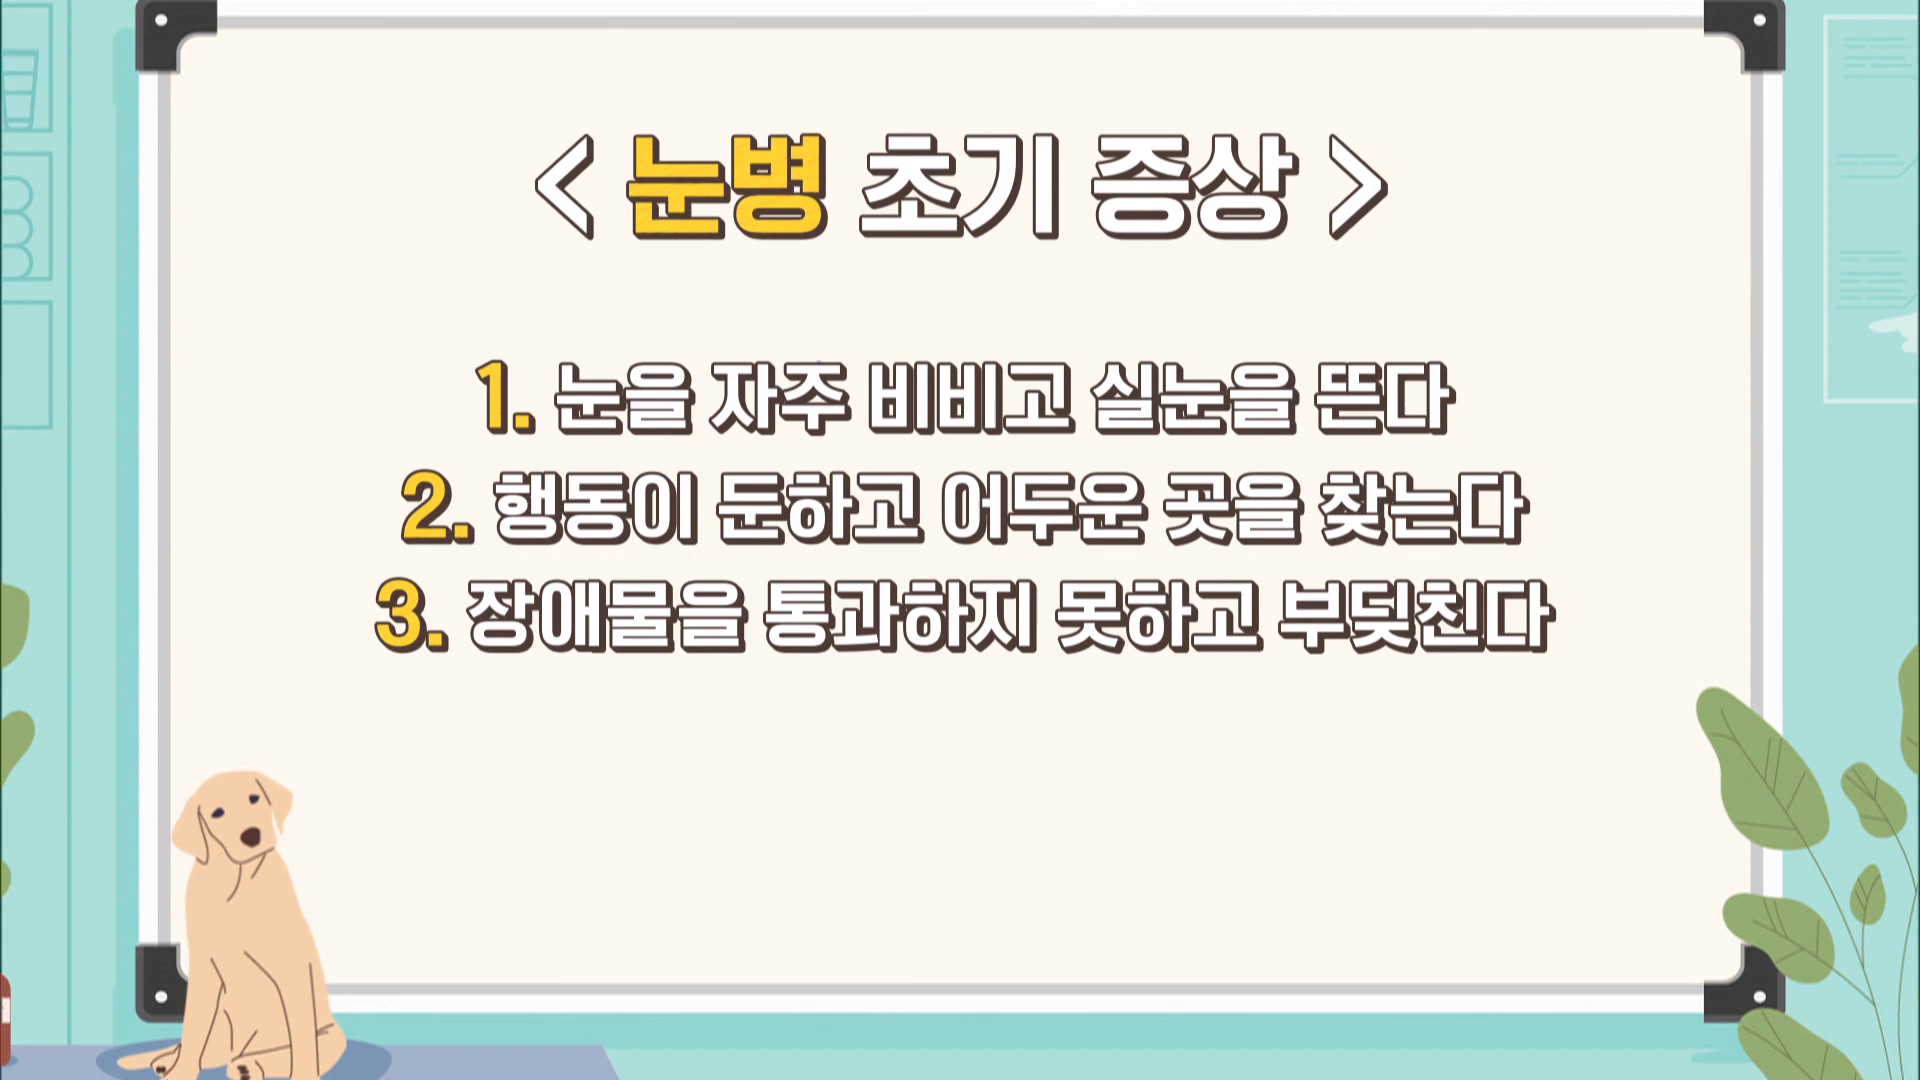 < 눈병 초기 증상 >
1. 눈을 자주 비비고 실눈을 뜬다
2. 행동이 둔하고 어두운 곳을 찾는다
3. 장애물을 통과하지 못하고 부딪친다